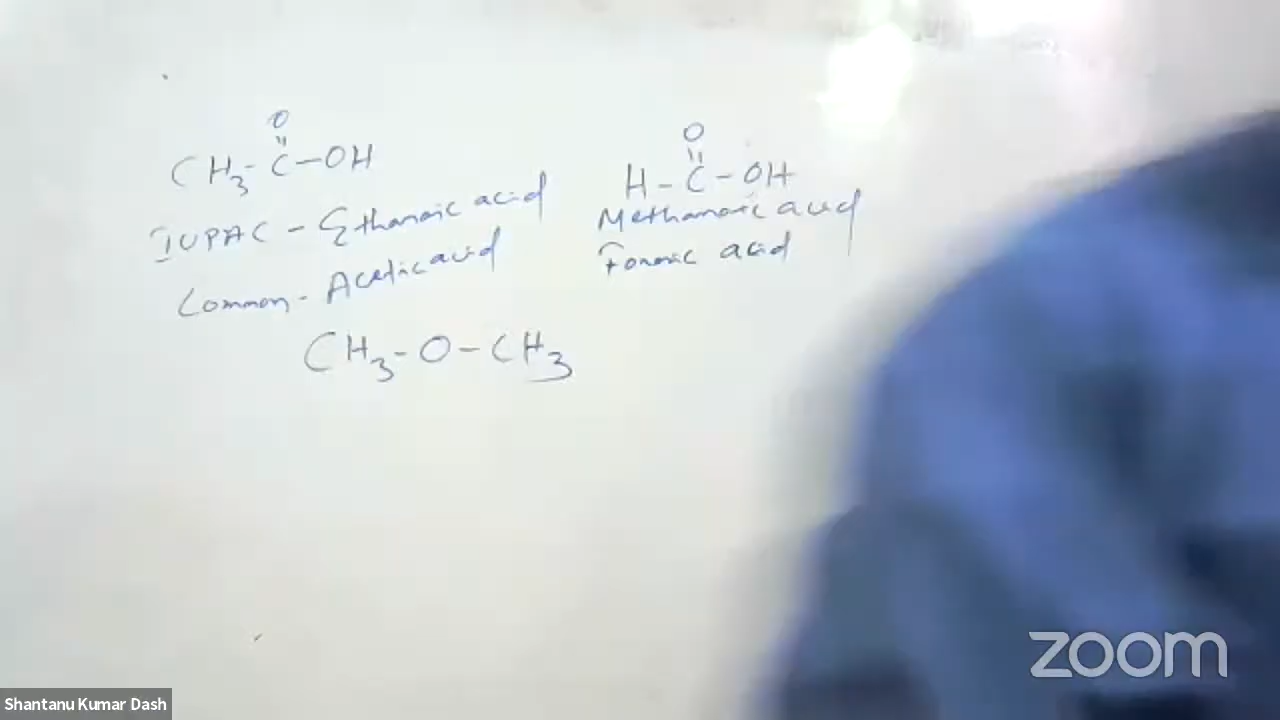 O
CH3-C-OH
IUPAC - Ethanoic acid
Common - Acetic acid
O
H-C-OH
Methanoic acid
Formic acid
CH3-O-CH3
zoom
Shantanu Kumar Dash